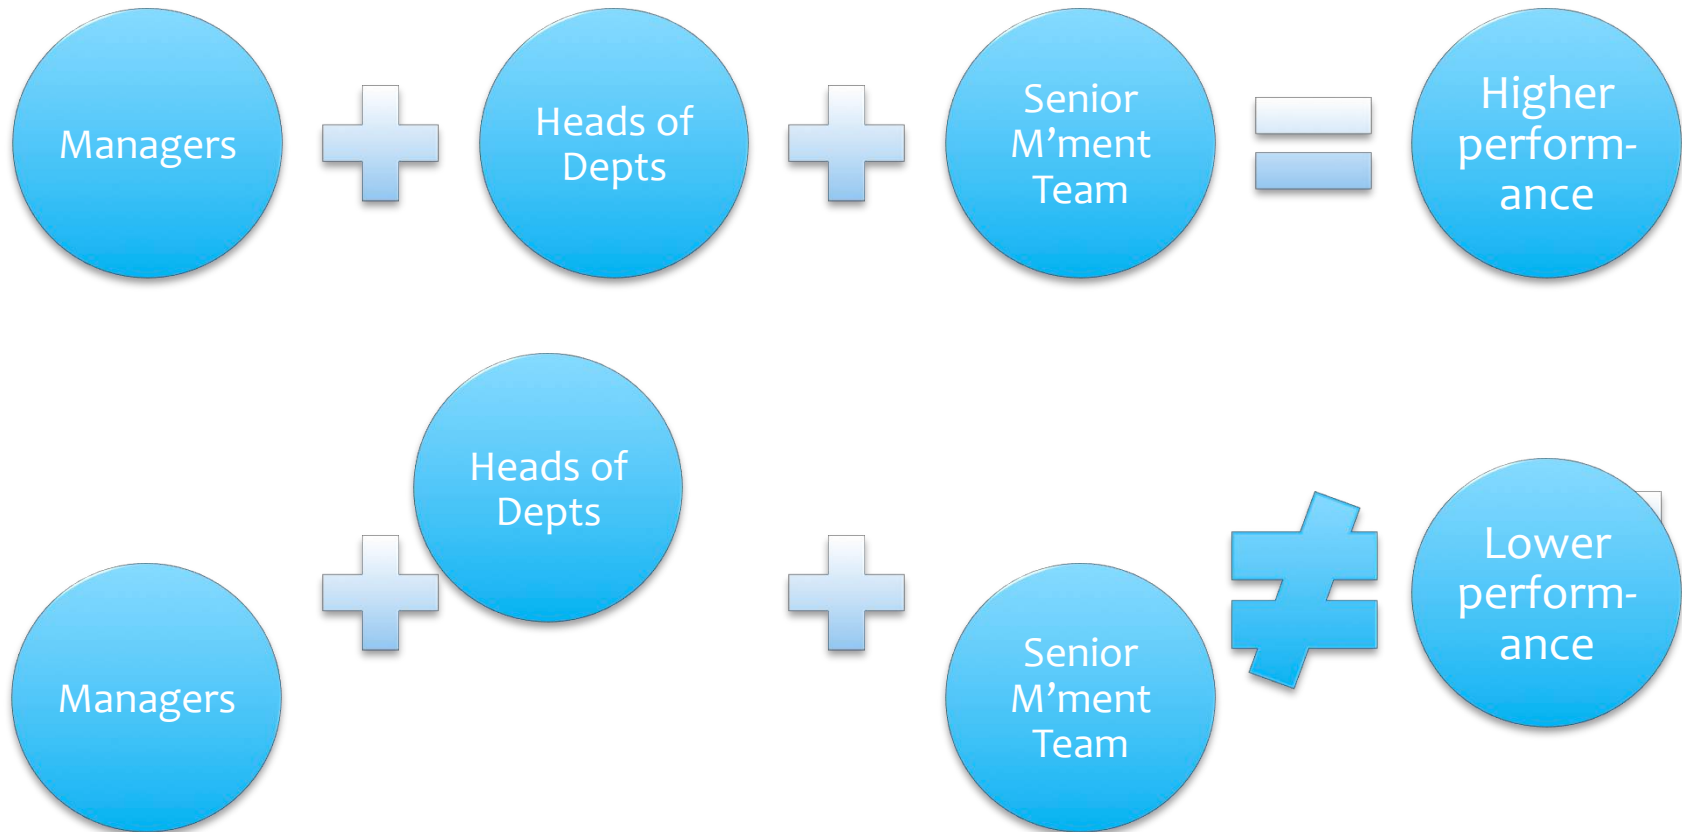 Managers
Heads of
Depts
Senior
M’ment
Team
Higher
perform-
ance
Heads of
Depts
Managers
Senior
M’ment
Team
Lower
perform-
ance